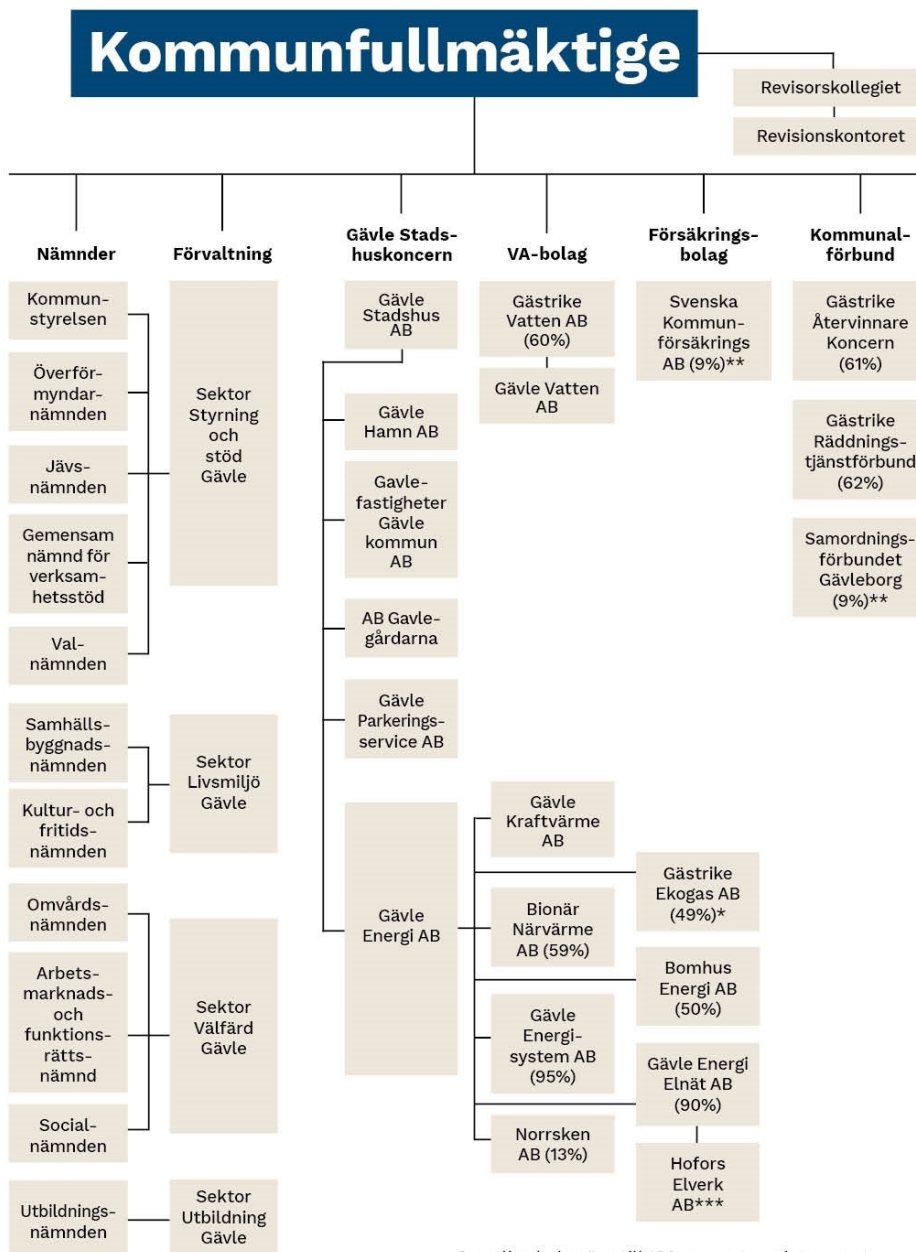 Kommunfullmäktige
Revisorskollegiet
Revisionskontoret
Nämnder
Kommun-
styrelsen
Överför-
myndar-
nämnden
Jävs-
nämnden
Gemensam
nämnd för
verksam-
hetsstöd
Val-
nämnden
Samhälls-
byggnads-
nämnden
Kultur- och
fritids-
nämnden
Omvårds-
nämnden
Arbets-
marknads-
och
funktions-
rätts-
nämnd
Social-
nämnden
Utbildnings-
nämnden
Förvaltning
Sektor
Styrning
och
stöd
Gävle
Sektor
Livsmiljö
Gävle
Sektor
Välfärd
Gävle
Sektor
Utbildning
Gävle
Gävle Stads-
huskoncern
Gävle
Stadshus
AB
Gävle
Hamn AB
Gavle-
fastigheter
Gävle
kommun
AB
AB Gavle-
gårdarna
Gävle
Parkerings-
service AB
Gävle
Energi AB
Gävle
Kraftvärme
AB
Gästrike
Ekogas AB
(49%)*
Bionär
Närvärme
AB (59%)
Bomhus
Energi AB
(50%)
Gävle
Energi-
system AB
(95%)
Gävle Energi
Elnät AB
(90%)
Norrsken
AB (13%)
Hofors
Elverk
AB***
VA-bolag
Gästrike
Vatten AB
(60%)
Gävle Vatten
AB
Försäkrings-
bolag
Svenska
Kommun-
försäkrings
AB (9%)**
Kommunal-
förbund
Gästrike
Återvinnare
Koncern
(61%)
Gästrike
Räddnings-
tjänstförbund
(62%)
Samordnings-
förbundet
Gävleborg
(9%)**